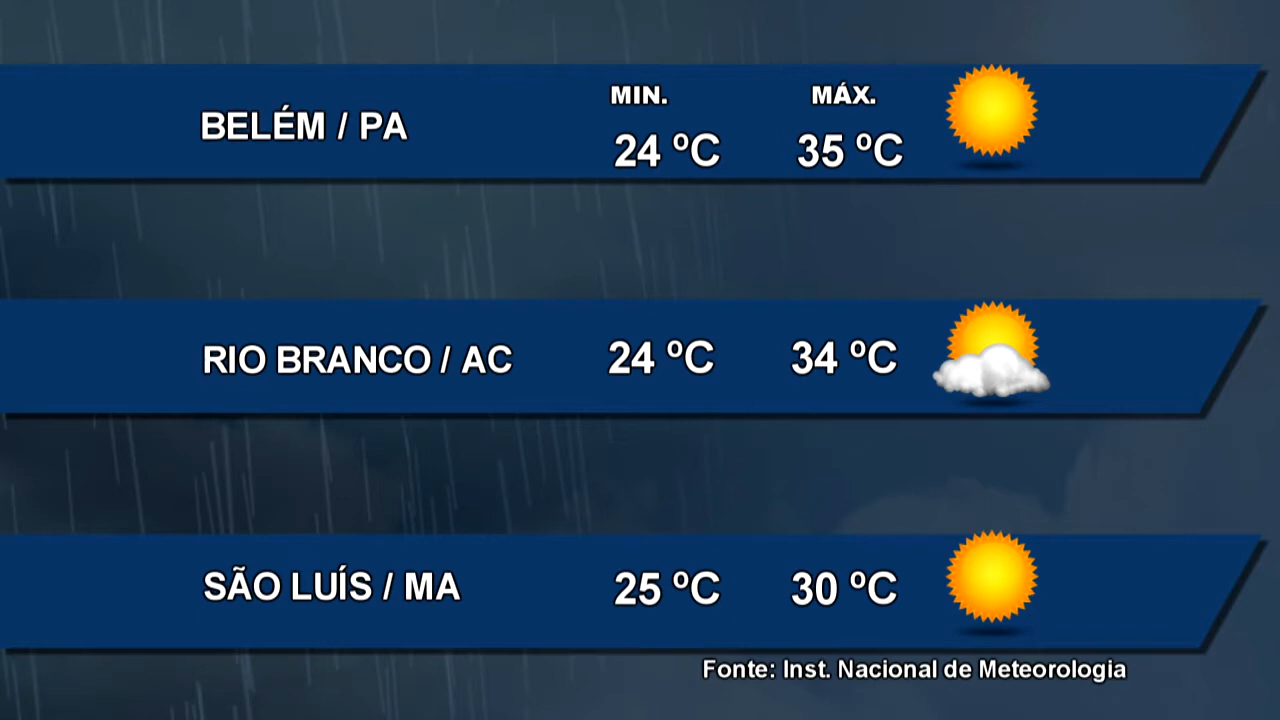 MIN. MÁX.
BELÉM / PA 24 ºC 35 ºC
RIO BRANCO / AC 24 ºC 34 ºC
SÃO LUÍS / MA 25 ºC 30 ºC
Fonte: Inst. Nacional de Meteorologia